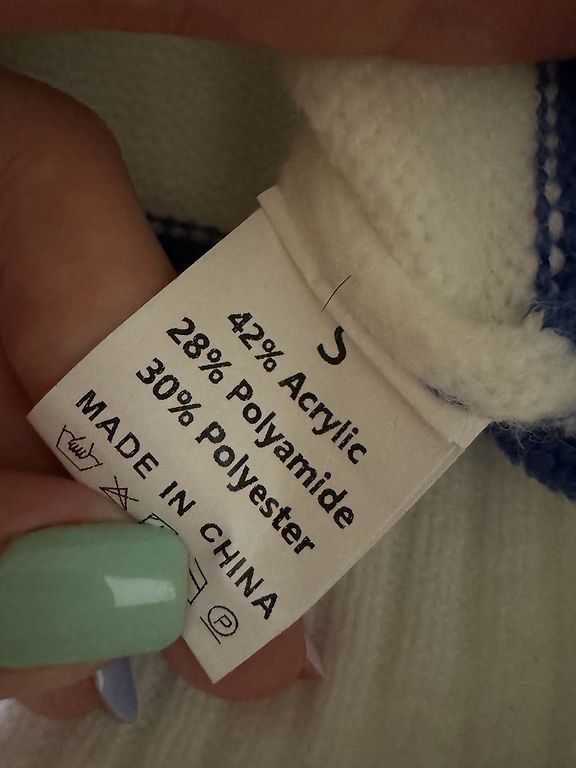 S
42% Acrylic
28% Polyamide
30% Polyester
MADE IN CHINA
P